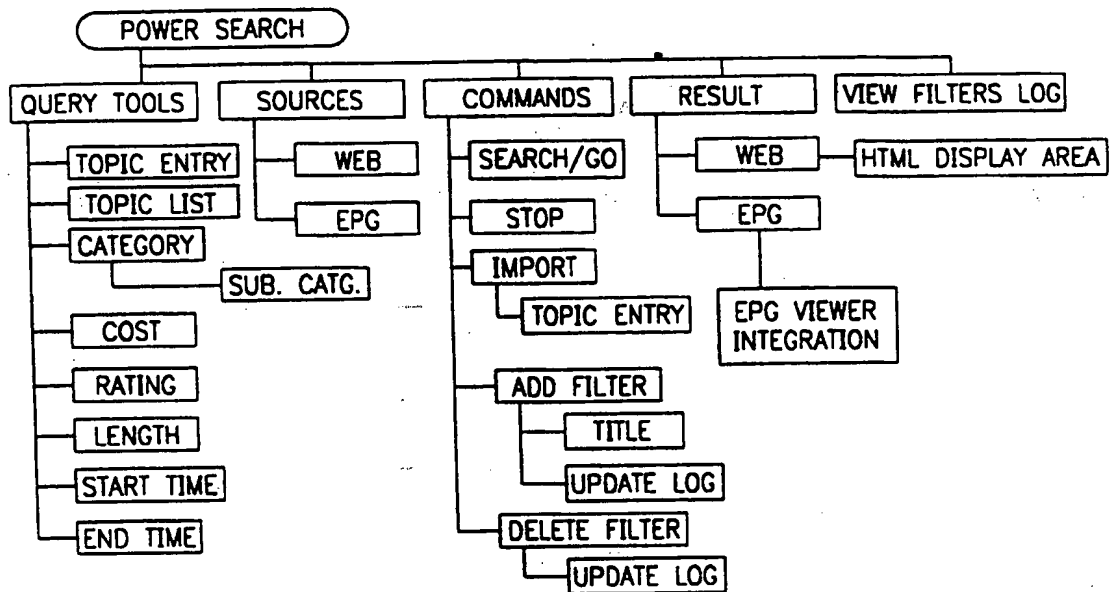 POWER SEARCH
QUERY TOOLS
TOPIC ENTRY
TOPIC LIST
CATEGORY
SUB. CATG.
COST
RATING
LENGTH
START TIME
END TIME
SOURCES
WEB
EPG
COMMANDS
SEARCH/GO
STOP
IMPORT
TOPIC ENTRY
ADD FILTER
TITLE
UPDATE LOG
DELETE FILTER
UPDATE LOG
RESULT
WEB
HTML DISPLAY AREA
EPG
EPG VIEWER
INTEGRATION
VIEW FILTERS LOG